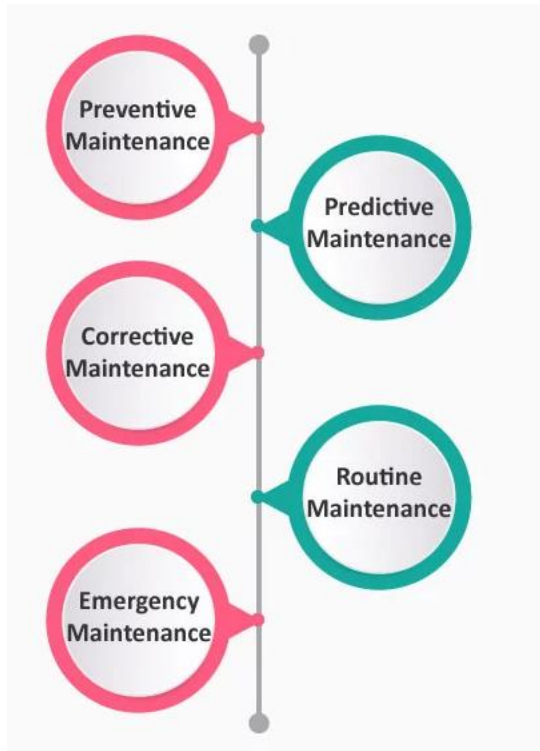 Preventive
Maintenance
Predictive
Maintenance
Corrective
Maintenance
Routine
Maintenance
Emergency
Maintenance